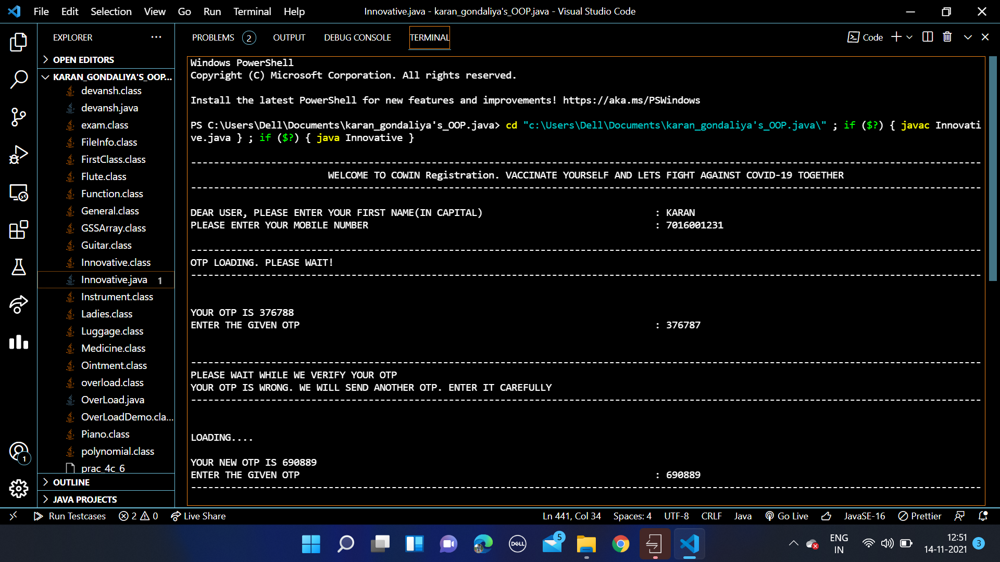 File Edit Selection View Go Run Terminal Help Innovative.java - karan_gondaliya's_OOP.java - Visual Studio Code
EXPLORER ···
OPEN EDITORS
KARAN_GONDALIYA'S_OOP...
devansh.class
devansh.java
exam.class
FileInfo.class
FirstClass.class
Flute.class
Function.class
General.class
GSSArray.class
Guitar.class
Innovative.class
Innovative.java 1
Instrument.class
Ladies.class
Luggage.class
Medicine.class
Ointment.class
overload.class
OverLoad.java
OverLoadDemo.cla...
Piano.class
polynomial.class
prac_4c_6
OUTLINE
JAVA PROJECTS
1
PROBLEMS 2 OUTPUT DEBUG CONSOLE TERMINAL Code
Windows PowerShell
Copyright (C) Microsoft Corporation. All rights reserved.
Install the latest PowerShell for new features and improvements! https://aka.ms/PSWindows
PS C:\Users\Dell\Documents\karan_gondaliya's_OOP.java> cd "c:\Users\Dell\Documents\karan_gondaliya's_OOP.java\" ; if ($?) { javac Innovati
ve.java } ; if ($?) { java Innovative }
------------------------------------------------------------------------------------------------------------------------------------------
WELCOME TO COWIN Registration. VACCINATE YOURSELF AND LETS FIGHT AGAINST COVID-19 TOGETHER
------------------------------------------------------------------------------------------------------------------------------------------
DEAR USER, PLEASE ENTER YOUR FIRST NAME(IN CAPITAL) : KARAN
PLEASE ENTER YOUR MOBILE NUMBER : 7016001231
------------------------------------------------------------------------------------------------------------------------------------------
OTP LOADING. PLEASE WAIT!
------------------------------------------------------------------------------------------------------------------------------------------
YOUR OTP IS 376788
ENTER THE GIVEN OTP : 376787
------------------------------------------------------------------------------------------------------------------------------------------
PLEASE WAIT WHILE WE VERIFY YOUR OTP
YOUR OTP IS WRONG. WE WILL SEND ANOTHER OTP. ENTER IT CAREFULLY
------------------------------------------------------------------------------------------------------------------------------------------
LOADING....
YOUR NEW OTP IS 690889
ENTER THE GIVEN OTP : 690889
------------------------------------------------------------------------------------------------------------------------------------------
Run Testcases 2 0 Live Share Ln 441, Col 34 Spaces: 4 UTF-8 CRLF Java Go Live JavaSE-16 Prettier
DELL 5 ENG IN 12:51 14-11-2021 3